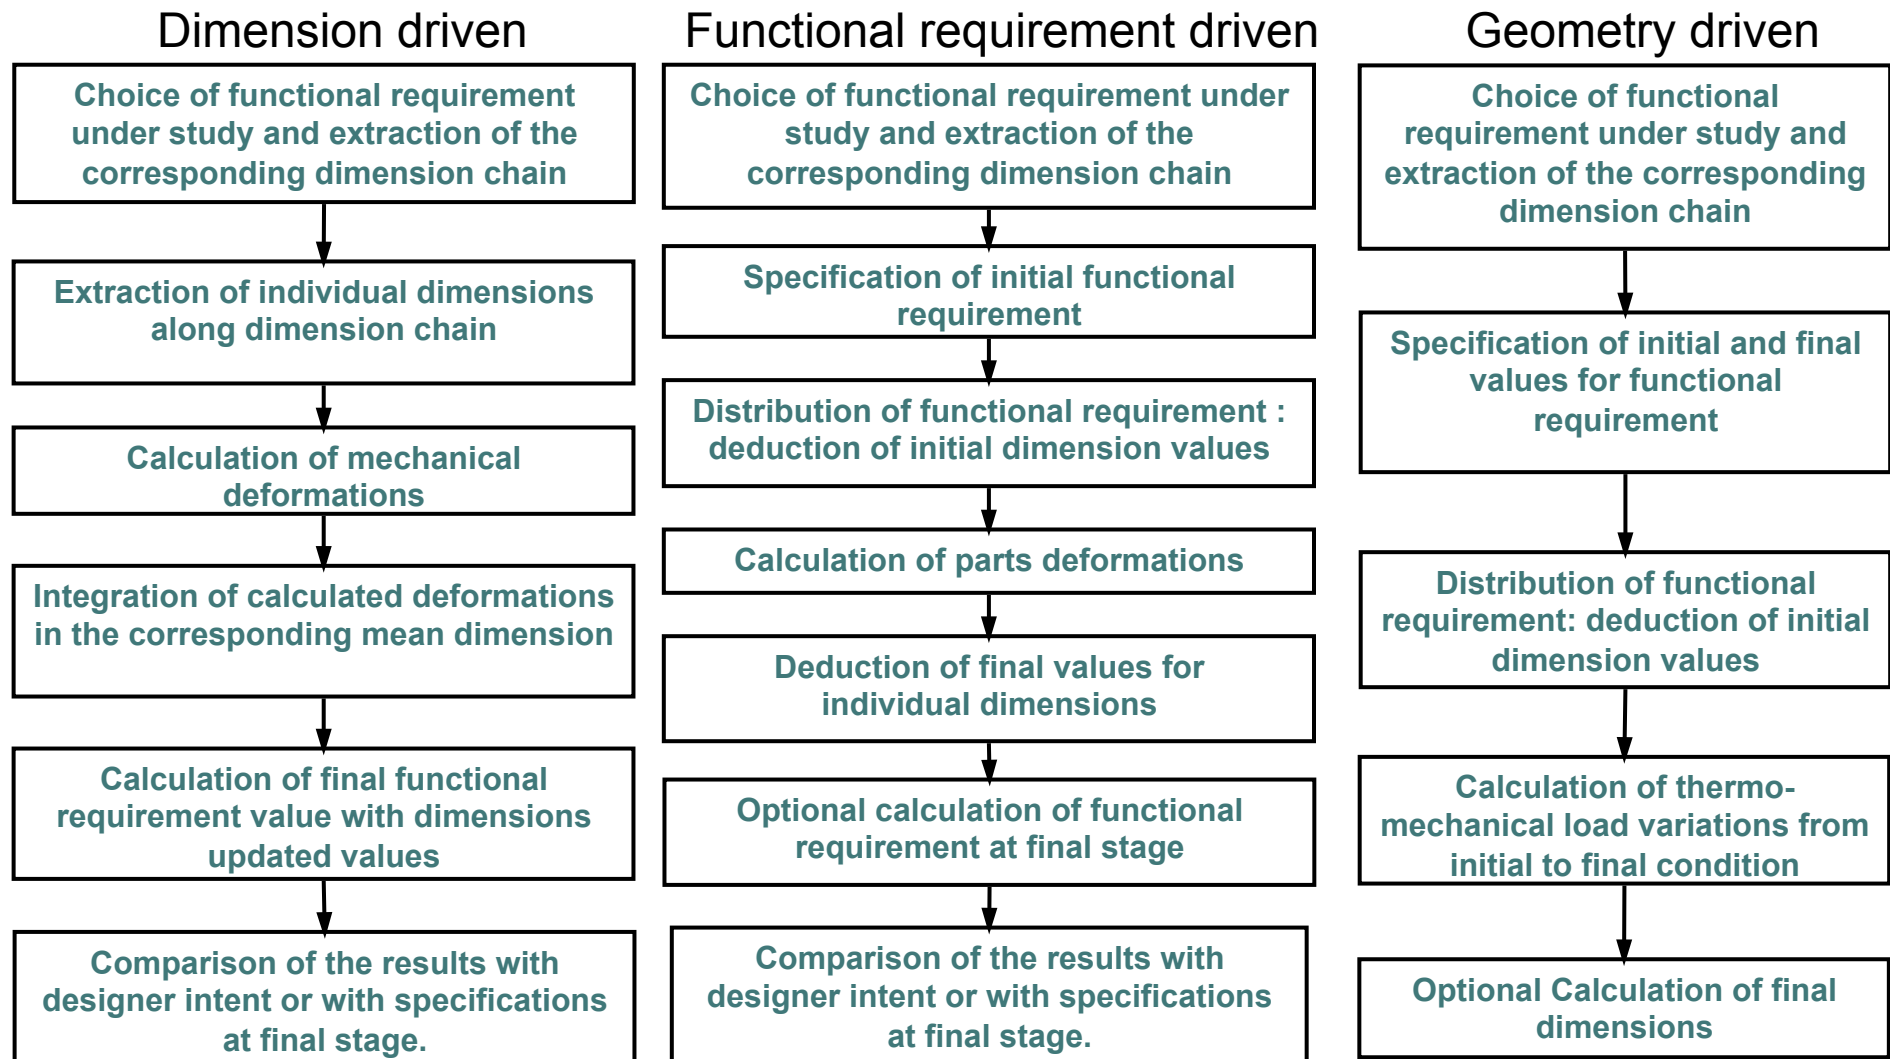 Dimension driven
Choice of functional requirement
under study and extraction of the
corresponding dimension chain
Extraction of individual dimensions
along dimension chain
Calculation of mechanical
deformations
Integration of calculated deformations
in the corresponding mean dimension
Calculation of final functional
requirement value with dimensions
updated values
Comparison of the results with
designer intent or with specifications
at final stage.
Functional requirement driven
Choice of functional requirement under
study and extraction of the
corresponding dimension chain
Specification of initial functional
requirement
Distribution of functional requirement :
deduction of initial dimension values
Calculation of parts deformations
Deduction of final values for
individual dimensions
Optional calculation of functional
requirement at final stage
Comparison of the results with
designer intent or with specifications
at final stage.
Geometry driven
Choice of functional
requirement under study and
extraction of the corresponding
dimension chain
Specification of initial and final
values for functional
requirement
Distribution of functional
requirement: deduction of initial
dimension values
Calculation of thermo-
mechanical load variations from
initial to final condition
Optional Calculation of final
dimensions